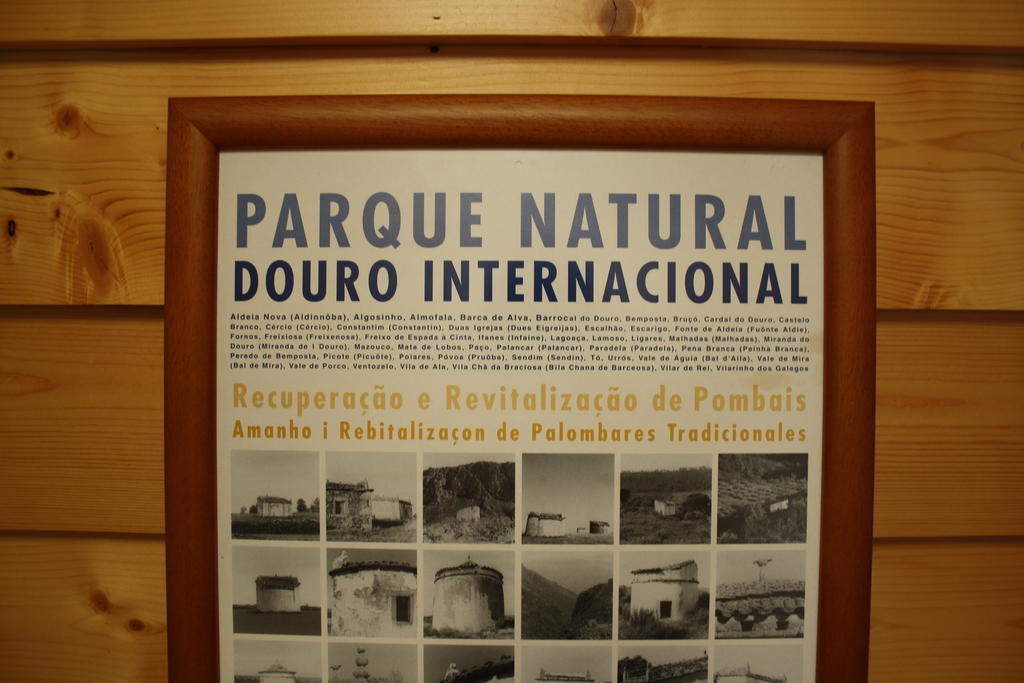 PARQUE NATURAL
DOURO INTERNACIONAL
Aldeia Nova (Aldinnôba), Algosinho, Almofala, Barca de Alva, Barrocal do Douro, Bemposta, Bruçó, Cardal do Douro, Castelo
Branco, Cércio (Cércio), Constantim (Constantin), Duas Igrejas (Dues Eigreijas), Escalhão, Escarigo, Fonte de Aldeia (Fuônte Aldie),
Fornos, Freixiosa (Freixenosa), Freixo de Espada à Cinta, Ifanes (Infaine), Lagoaça, Lamoso, Ligares, Malhadas (Malhadas), Miranda do
Douro (Miranda de l Douro), Mazouco, Mata de Lobos, Paço, Palancar (Palancar), Paradela (Paradela), Pena Branca (Peinha Branca),
Peredo de Bemposta, Picote (Picuôte), Poiares, Póvoa (Pruôba), Sendim (Sendin), Tó, Urrós, Vale de Águia (Bal d'Aila), Vale de Mira
(Bal de Mira), Vale de Porco, Ventozelo, Vila de Ala, Vila Chã da Braciosa (Bila Chana de Barceosa), Vilar de Rei, Vilarinho dos Galegos
Recuperação e Revitalização de Pombais
Amanho i Rebitalizaçon de Palombares Tradicionales